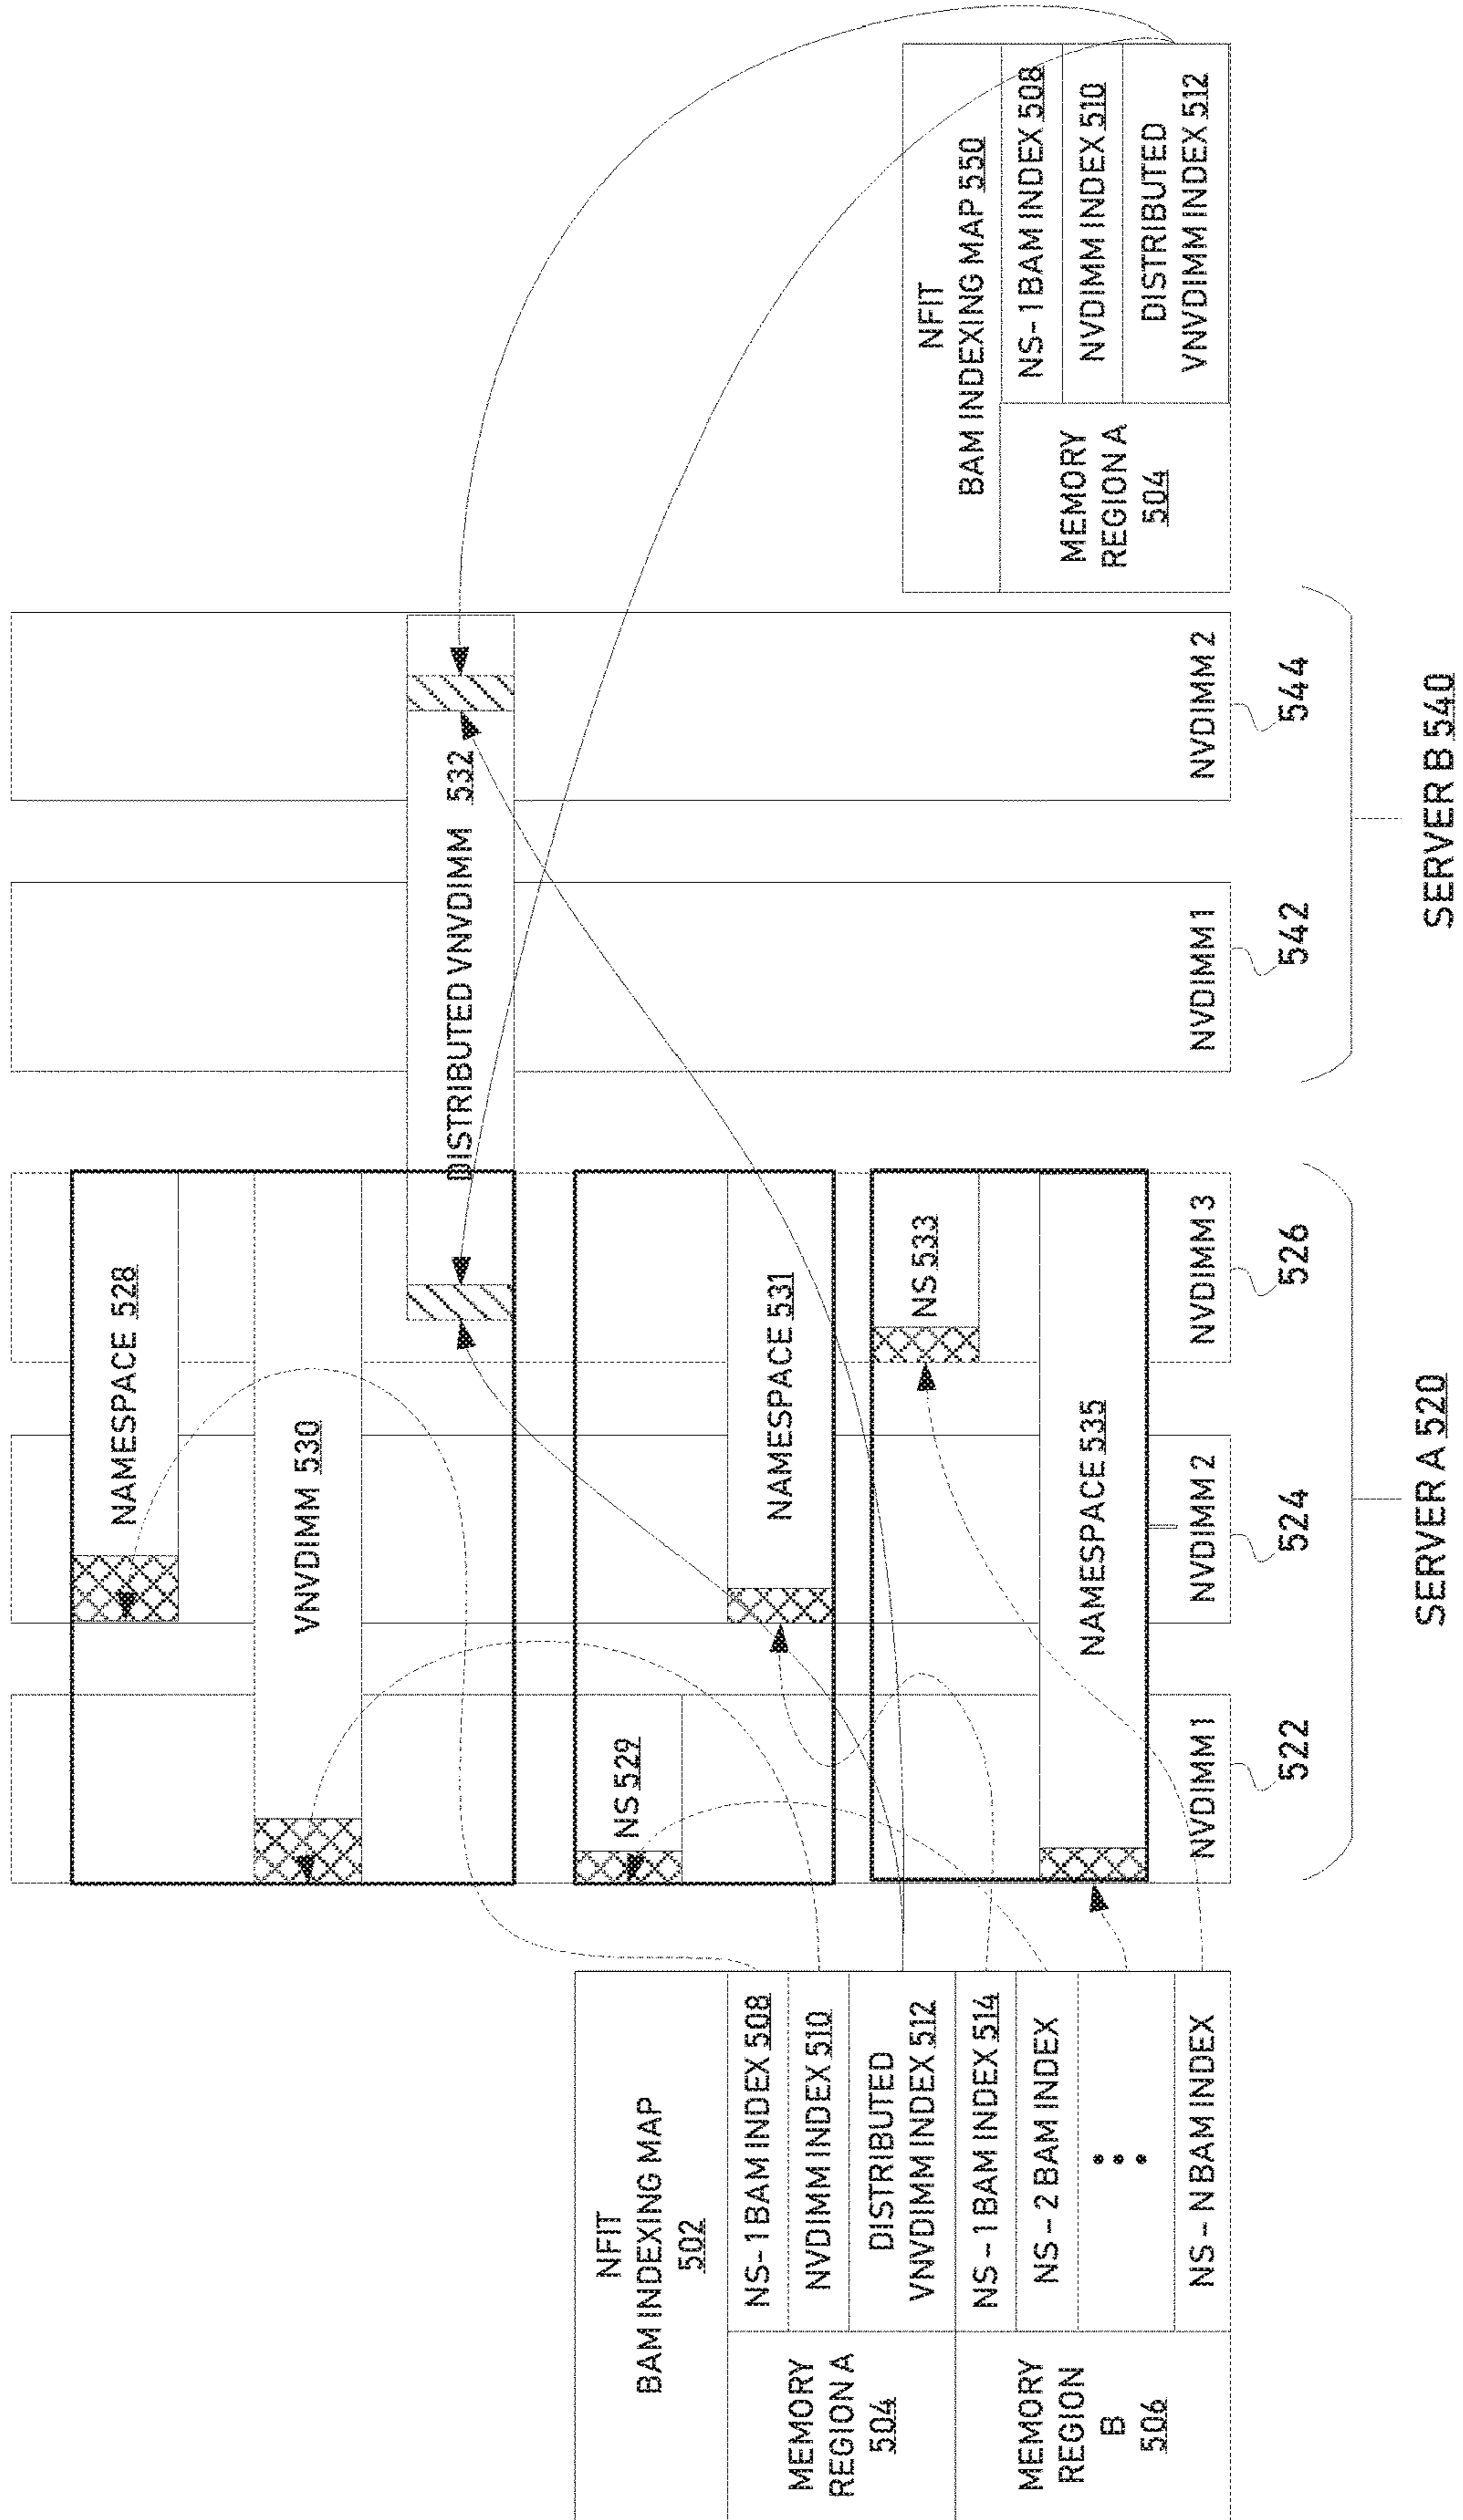 NFIT
BAM INDEXING MAP
502
MEMORY
REGION A
504
NS-1 BAM INDEX 508
NVDIMM INDEX 510
DISTRIBUTED
VNVDIMM INDEX 512
MEMORY
REGION
B
506
NS - 1 BAM INDEX 514
NS - 2 BAM INDEX
•••
NS - N BAM INDEX
NAMESPACE 528
VNVDIMM 530
DISTRIBUTED VNVDIMM 532
NS 529
NAMESPACE 531
NS 533
NAMESPACE 535
NVDIMM 1
NVDIMM 2
NVDIMM 3
522
524
526
SERVER A 520
NVDIMM 1
NVDIMM 2
542
544
SERVER B 540
NFIT
BAM INDEXING MAP 550
MEMORY
REGION A
504
NS-1 BAM INDEX 508
NVDIMM INDEX 510
DISTRIBUTED
VNVDIMM INDEX 512